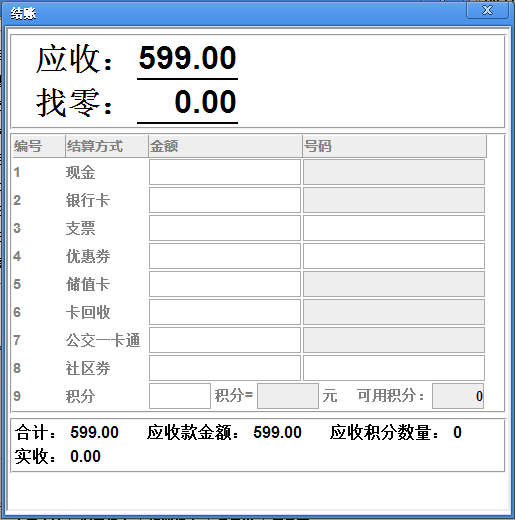 结账
应收：599.00
找零：0.00
编号 结算方式 金额 号码
1 现金
2 银行卡
3 支票
4 优惠券
5 储值卡
6 卡回收
7 公交一卡通
8 社区券
9 积分 积分= 元 可用积分：0
合计：599.00 应收款金额：599.00 应收积分数量：0
实收：0.00